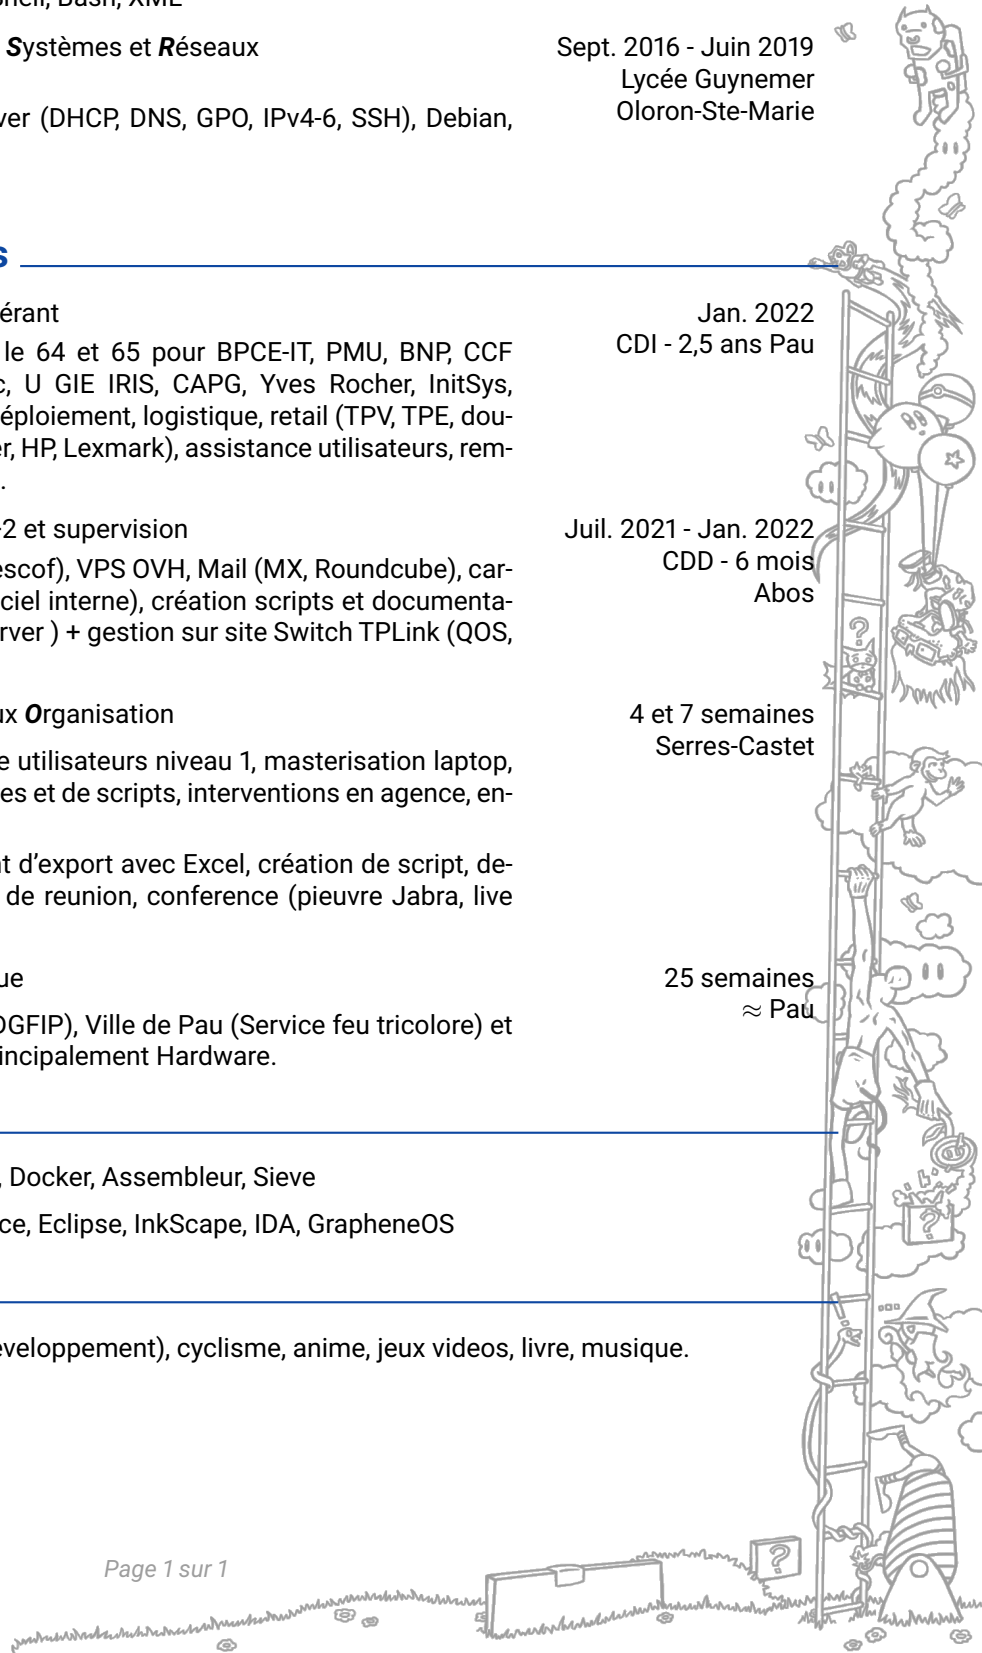 Shell, Bash, XML
Systèmes et Réseaux
Sept. 2016 - Juin 2019
Lycée Guynemer
Oloron-Ste-Marie
ver (DHCP, DNS, GPO, IPv4-6, SSH), Debian,
s
érant
Jan. 2022
CDI - 2,5 ans Pau
le 64 et 65 pour BPCE-IT, PMU, BNP, CCF
c, U GIE IRIS, CAPG, Yves Rocher, InitSys,
éploiement, logistique, retail (TPV, TPE, dou-
er, HP, Lexmark), assistance utilisateurs, rem-
.
-2 et supervision
Juil. 2021 - Jan. 2022
CDD - 6 mois
Abos
escof), VPS OVH, Mail (MX, Roundcube), car-
ciel interne), création scripts et documenta-
rver ) + gestion sur site Switch TPLink (QOS,
ux Organisation
4 et 7 semaines
Serres-Castet
e utilisateurs niveau 1, masterisation laptop,
es et de scripts, interventions en agence, en-
t d'export avec Excel, création de script, de-
de reunion, conference (pieuvre Jabra, live
ue
25 semaines
≈ Pau
DGFIP), Ville de Pau (Service feu tricolore) et
rincipalement Hardware.
, Docker, Assembleur, Sieve
ce, Eclipse, InkScape, IDA, GrapheneOS
eveloppement), cyclisme, anime, jeux videos, livre, musique.
Page 1 sur 1
?
?
?